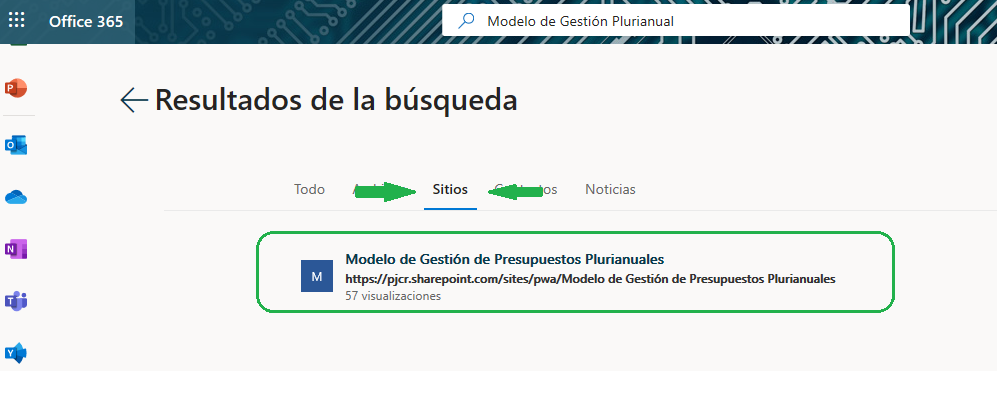 Office 365
Modelo de Gestión Plurianual
Resultados de la búsqueda
Todo
Sitios
Noticias
M
Modelo de Gestión de Presupuestos Plurianuales
https://pjcr.sharepoint.com/sites/pwa/Modelo de Gestión de Presupuestos Plurianuales
57 visualizaciones